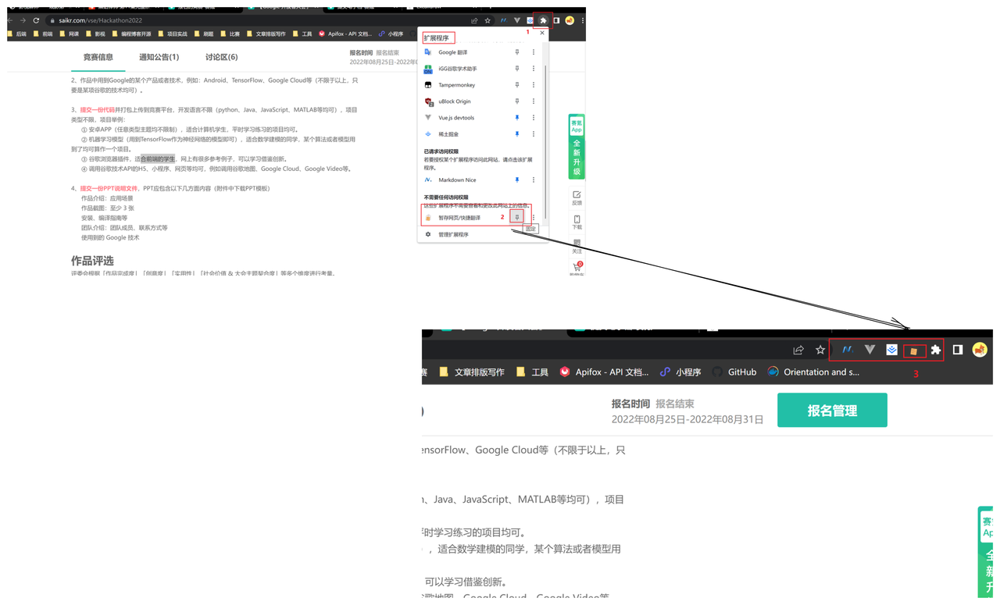 saikr.com/vse/Hackathon2022
后端 前端 网课 影视 编程博客开源 项目实战 刷题 比赛 文章排版写作 工具 Apifox - API 文档... 小程序
1
竞赛信息 通知公告(1) 讨论区(6)
报名时间 报名结束
2022年08月25日-2022年0
2、作品中用到Google的某个产品或者技术，例如：Android、TensorFlow、Google Cloud等（不限于以上，只
要是某项谷歌的技术均可）。
3、提交一份代码并打包上传到竞赛平台，开发语言不限（python、Java、JavaScript、MATLAB等均可），项目
类型不限，项目举例：
① 安卓APP（任意类型主题均不限制），适合计算机学生，平时学习练习的项目均可。
② 机器学习模型（用到TensorFlow作为神经网络的模型即可），适合数学建模的同学，某个算法或者模型用
到了均可算作一个项目。
③ 谷歌浏览器插件，适合前端的学生，网上有很多参考例子，可以学习借鉴创新。
④ 调用谷歌技术API的H5、小程序、网页等均可，例如调用谷歌地图、Google Cloud、Google Video等。
4、提交一份PPT说明文件，PPT应包含以下几方面内容（附件中下载PPT模板）
作品介绍：应用场景
作品截图：至少 3 张
安装、编译指南等
团队介绍：团队成员、联系方式等
使用到的 Google 技术
作品评选
评委会根据「作品完成度」「创意度」「实用性」「社会价值 & 大会主题契合度」等多个维度进行考量。
扩展程序
Google 翻译
iGG谷歌学术助手
Tampermonkey
uBlock Origin
Vue.js devtools
稀土掘金
已请求访问权限
若要授权某个扩展程序访问此网站，请点击该扩展
程序。
Markdown Nice
不需要任何访问权限
这些扩展程序不需要查看和更改此网站上的信息。
暂存网页/快捷翻译 2
固定
管理扩展程序
赛氪
App
全
新
升
级
反馈
下载
关注
0
赛 文章排版写作 工具 Apifox - API 文档... 小程序 GitHub Orientation and s...
3
报名时间 报名结束
2022年08月25日-2022年08月31日
报名管理
ensorFlow、Google Cloud等（不限于以上，只
、Java、JavaScript、MATLAB等均可），项目
时学习练习的项目均可。
），适合数学建模的同学，某个算法或者模型用
可以学习借鉴创新。
歌地图、Google Cloud、Google Video等
赛
Ap
全
新
升